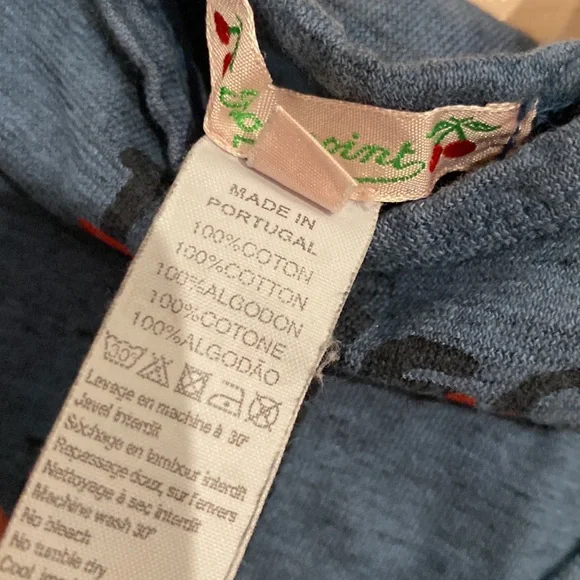 point
MADE IN
PORTUGAL
100%COTON
100%COTTON
100%ALGODON
100%COTONE
100%ALGODÃO
30°
Lavage en machine à 30°
Javel interdit
Séchage en tambour interdit
Repassage doux, sur l'envers
Nettoyage à sec interdit
Machine wash 30°
No bleach
No tumble dry
Cool